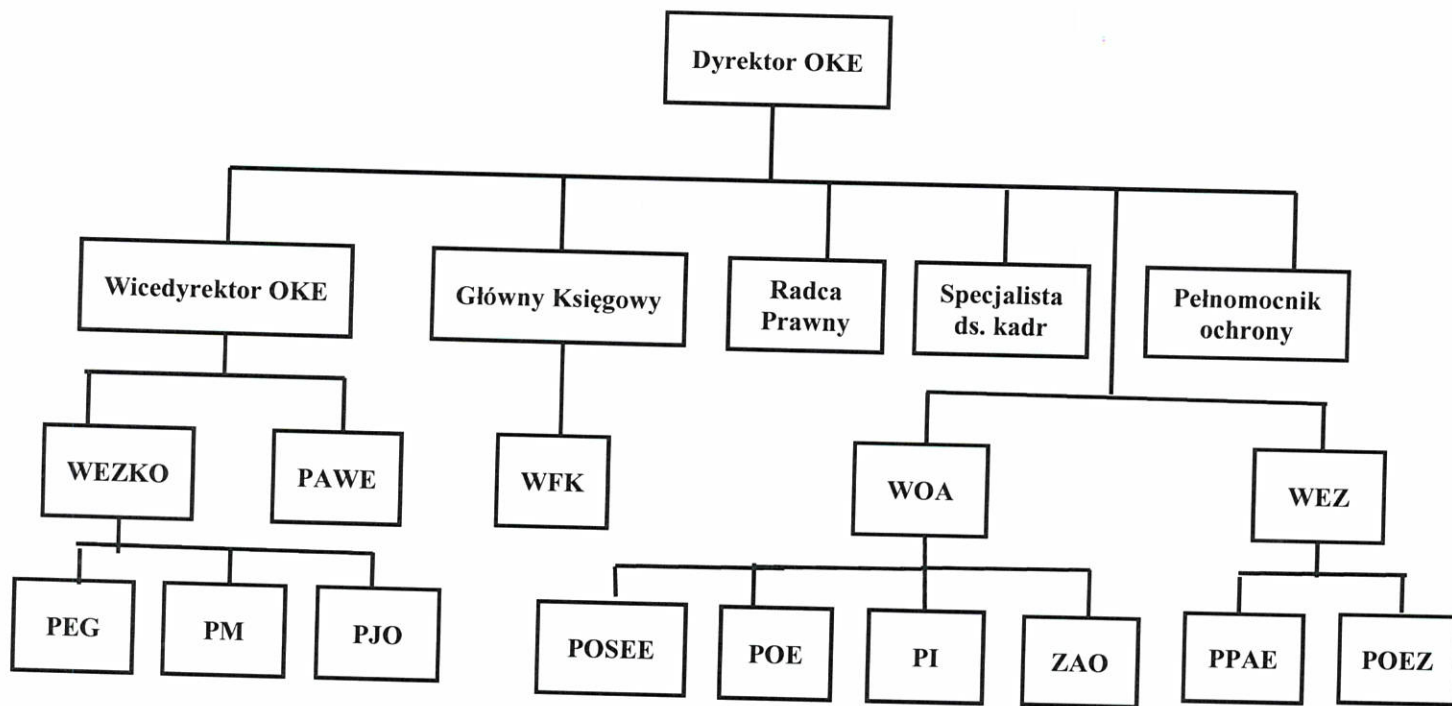 Dyrektor OKE
Wicedyrektor OKE
Główny Księgowy
Radca
Prawny
Specjalista
ds. kadr
Pełnomocnik
ochrony
WEZKO
PAWE
WFK
WOA
WEZ
PEG
PM
PJO
POSEE
POE
PI
ZAO
PPAE
POEZ